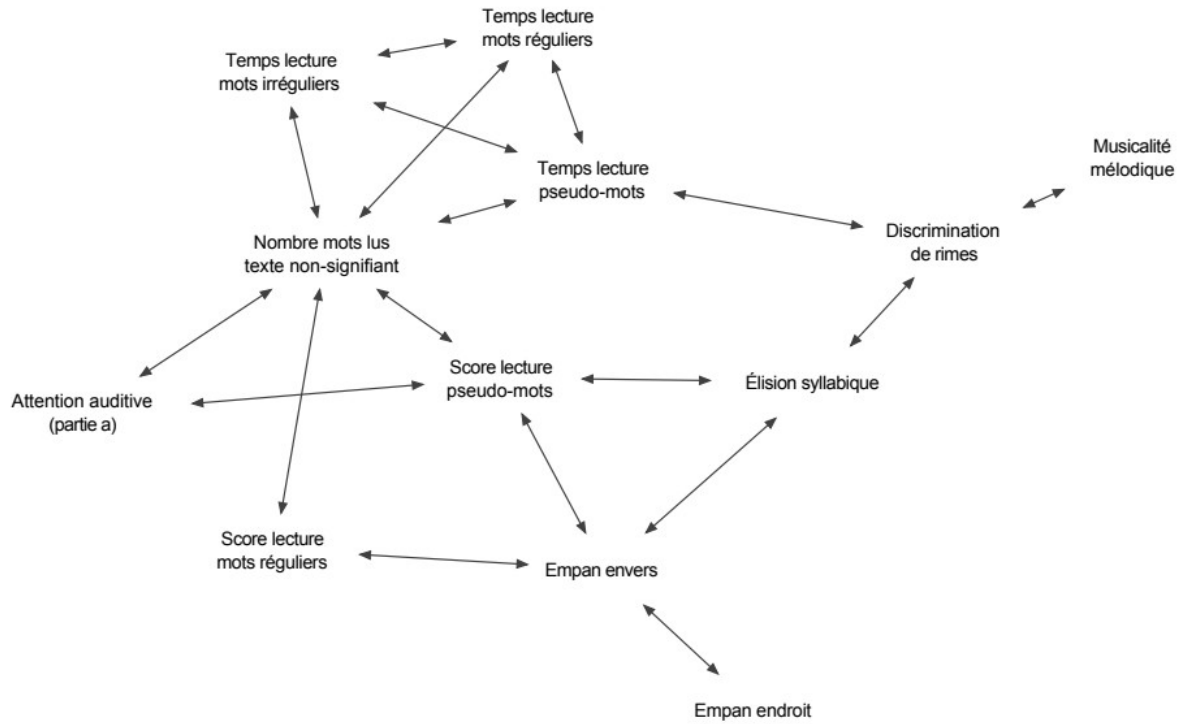 Temps lecture
mots réguliers
Temps lecture
mots irréguliers
Musicalité
mélodique
Temps lecture
pseudo-mots
Discrimination
de rimes
Nombre mots lus
texte non-signifiant
Score lecture
pseudo-mots
Élision syllabique
Attention auditive
(partie a)
Score lecture
mots réguliers
Empan envers
Empan endroit